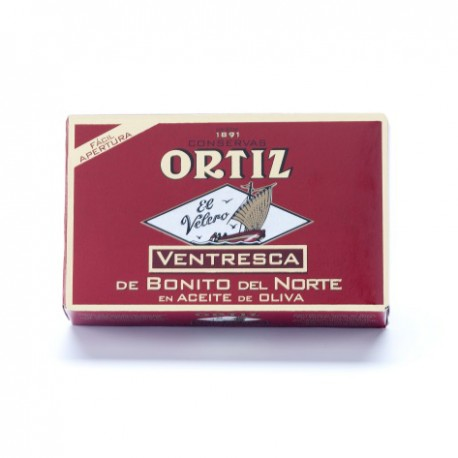 FÁCIL
APERTURA
1891
CONSERVAS
ORTIZ
El
Velero
VENTRESCA
DE BONITO DEL NORTE
EN ACEITE DE OLIVA